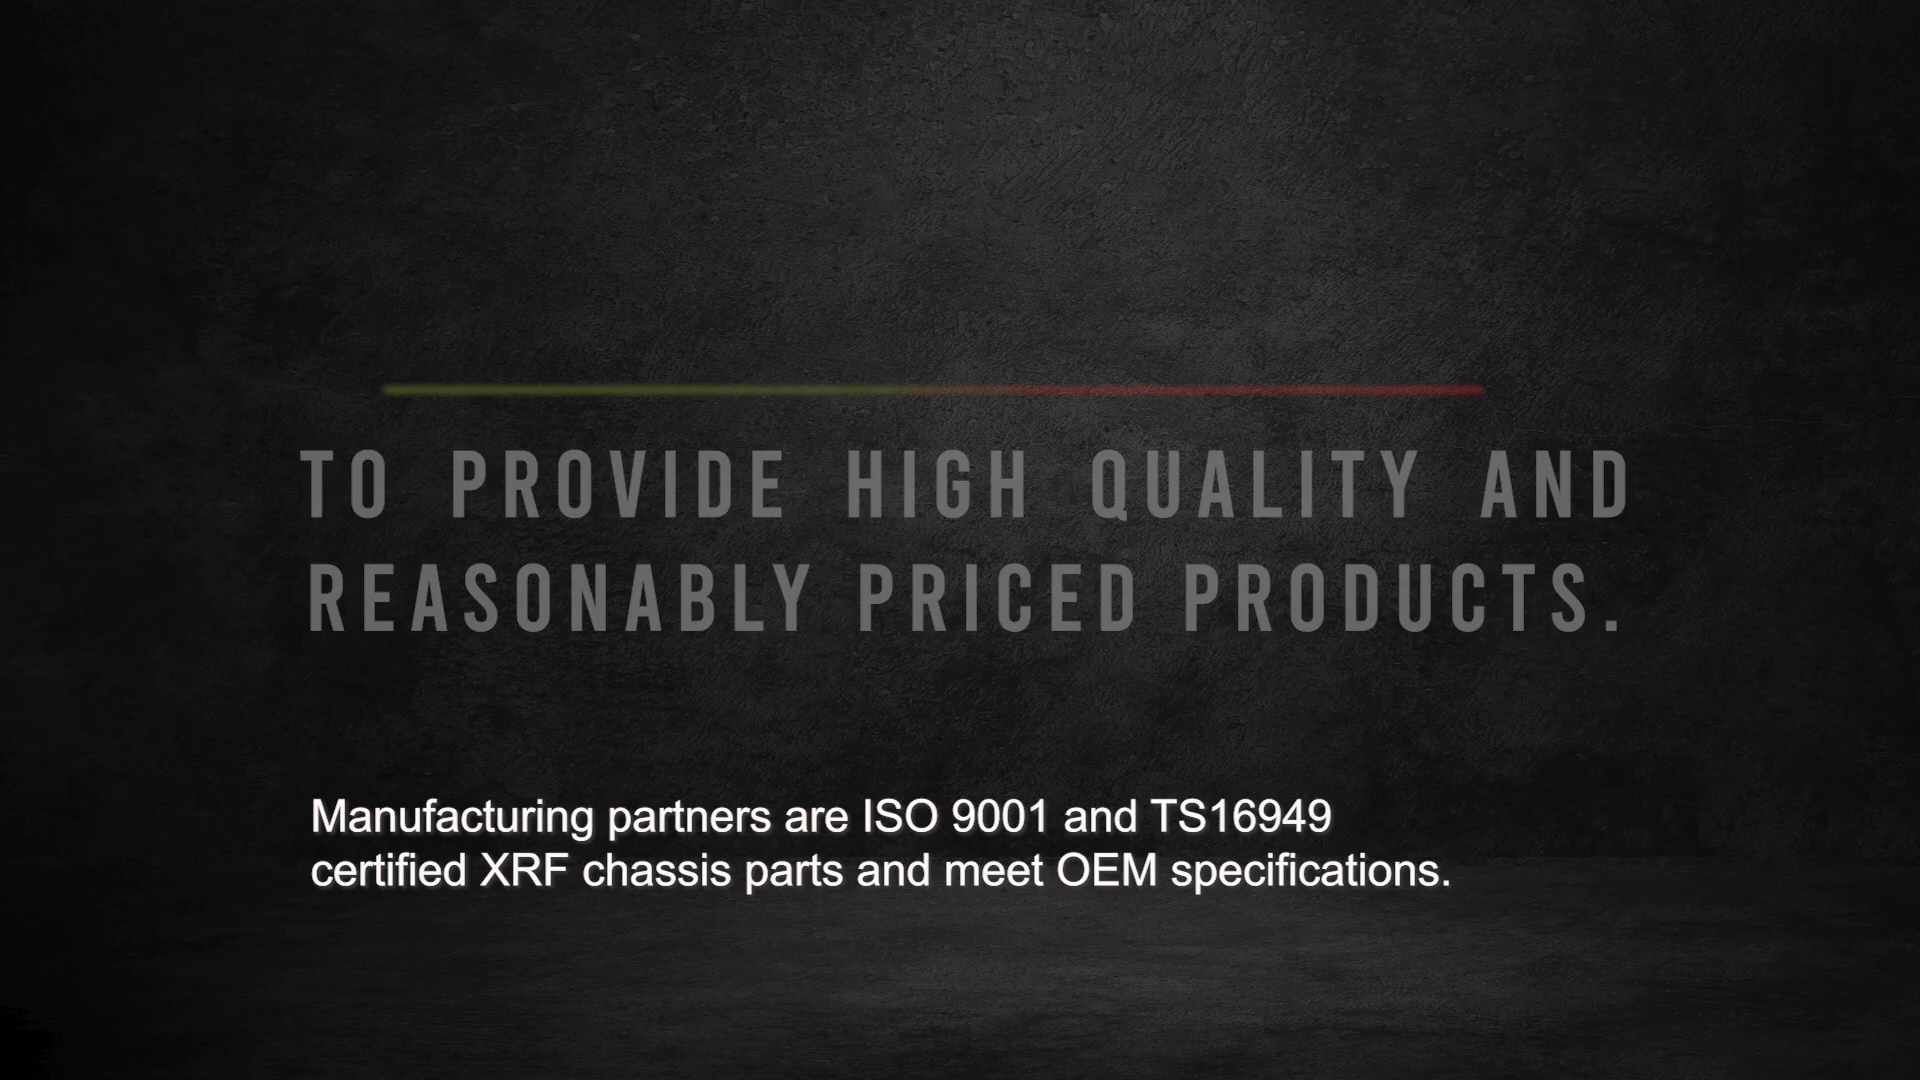 TO PROVIDE HIGH QUALITY AND
REASONABLY PRICED PRODUCTS.
Manufacturing partners are ISO 9001 and TS16949
certified XRF chassis parts and meet OEM specifications.